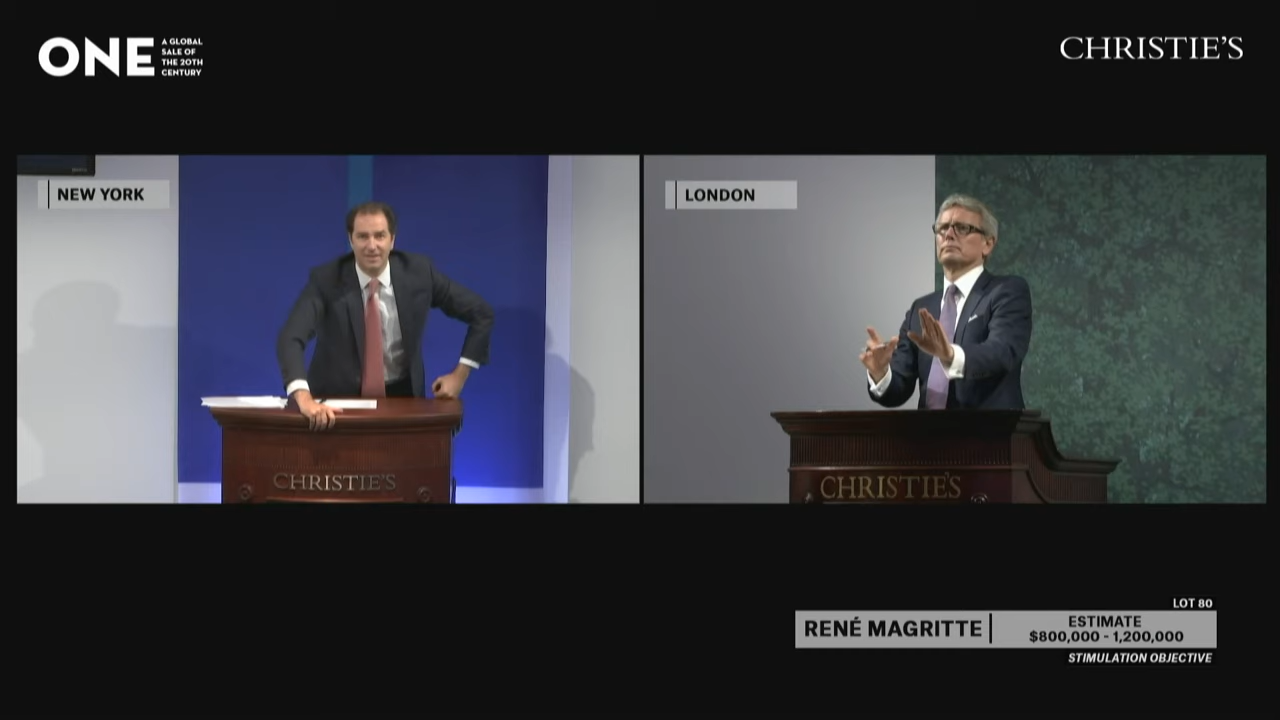 ONE
A GLOBAL
SALE OF
THE 20TH
CENTURY
CHRISTIE'S
NEW YORK
LONDON
CHRISTIE'S
CHRISTIE'S
LOT 80
RENÉ MAGRITTE
ESTIMATE
$800,000 - 1,200,000
STIMULATION OBJECTIVE